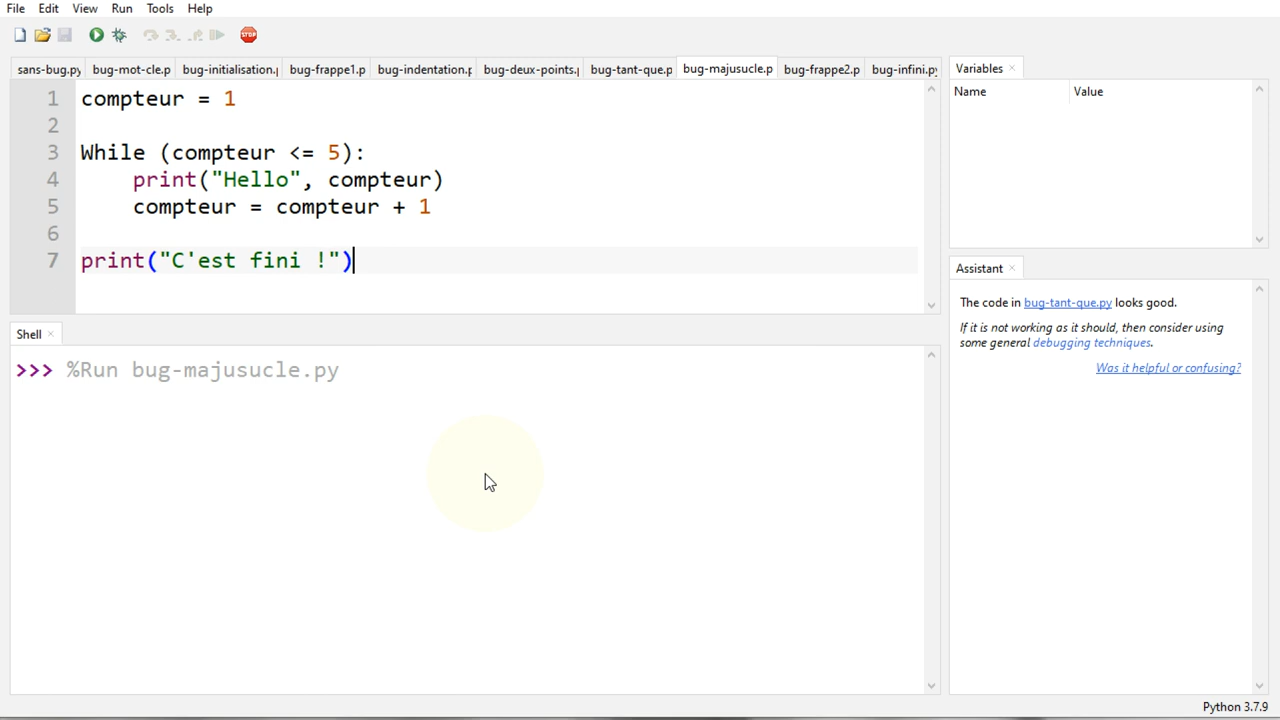 File Edit View Run Tools Help
STOP
sans-bug.py bug-mot-cle.p bug-initialisation.p bug-frappe1.p bug-indentation.p bug-deux-points.p bug-tant-que.p bug-majusucle.p bug-frappe2.p bug-infini.py
1 compteur = 1
2
3 While (compteur <= 5):
4 print("Hello", compteur)
5 compteur = compteur + 1
6
7 print("C'est fini !")
Shell
>>> %Run bug-majusucle.py
Variables
Name Value
Assistant
The code in bug-tant-que.py looks good.
If it is not working as it should, then consider using
some general debugging techniques.
Was it helpful or confusing?
Python 3.7.9